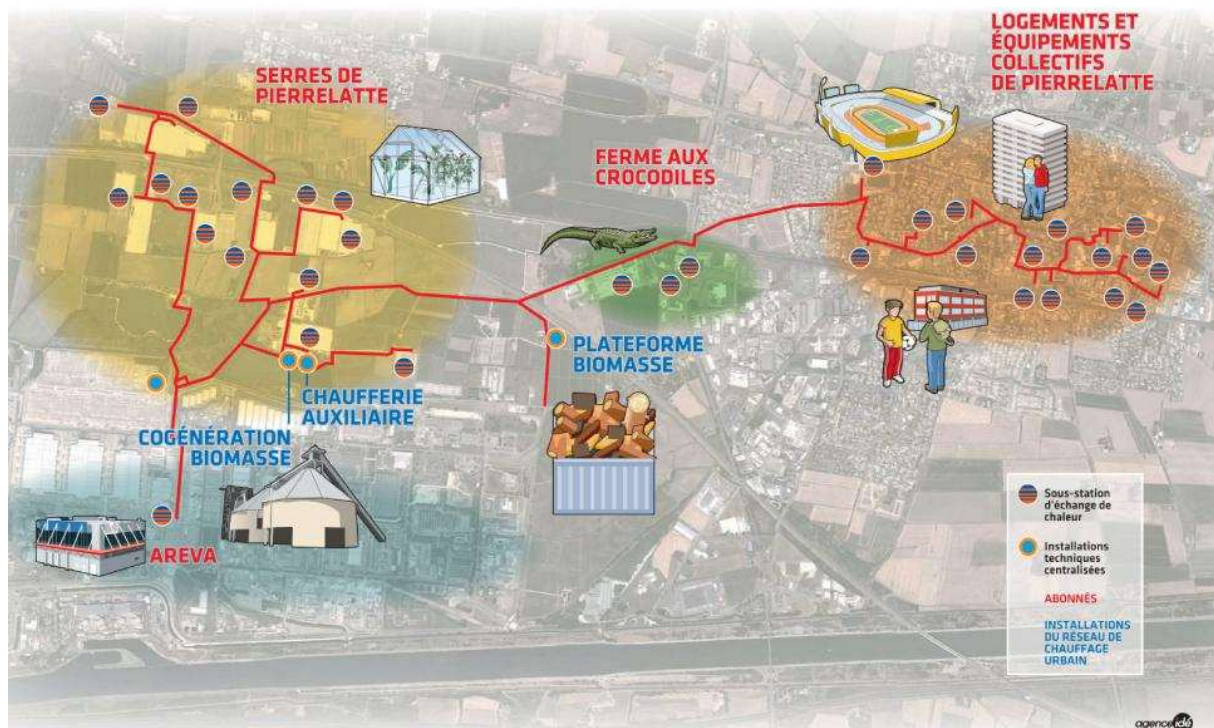 LOGEMENTS ET
ÉQUIPEMENTS
COLLECTIFS
DE PIERRELATTE
SERRES DE
PIERRELATTE
FERME AUX
CROCODILES
PLATEFORME
BIOMASSE
CHAUFFERIE
AUXILIAIRE
COGÉNÉRATION
BIOMASSE
AREVA
Sous-station
d'échange de
chaleur
Installations
techniques
centralisées
ABONNÉS
INSTALLATIONS
DU RÉSEAU DE
CHAUFFAGE
URBAIN
agence idé